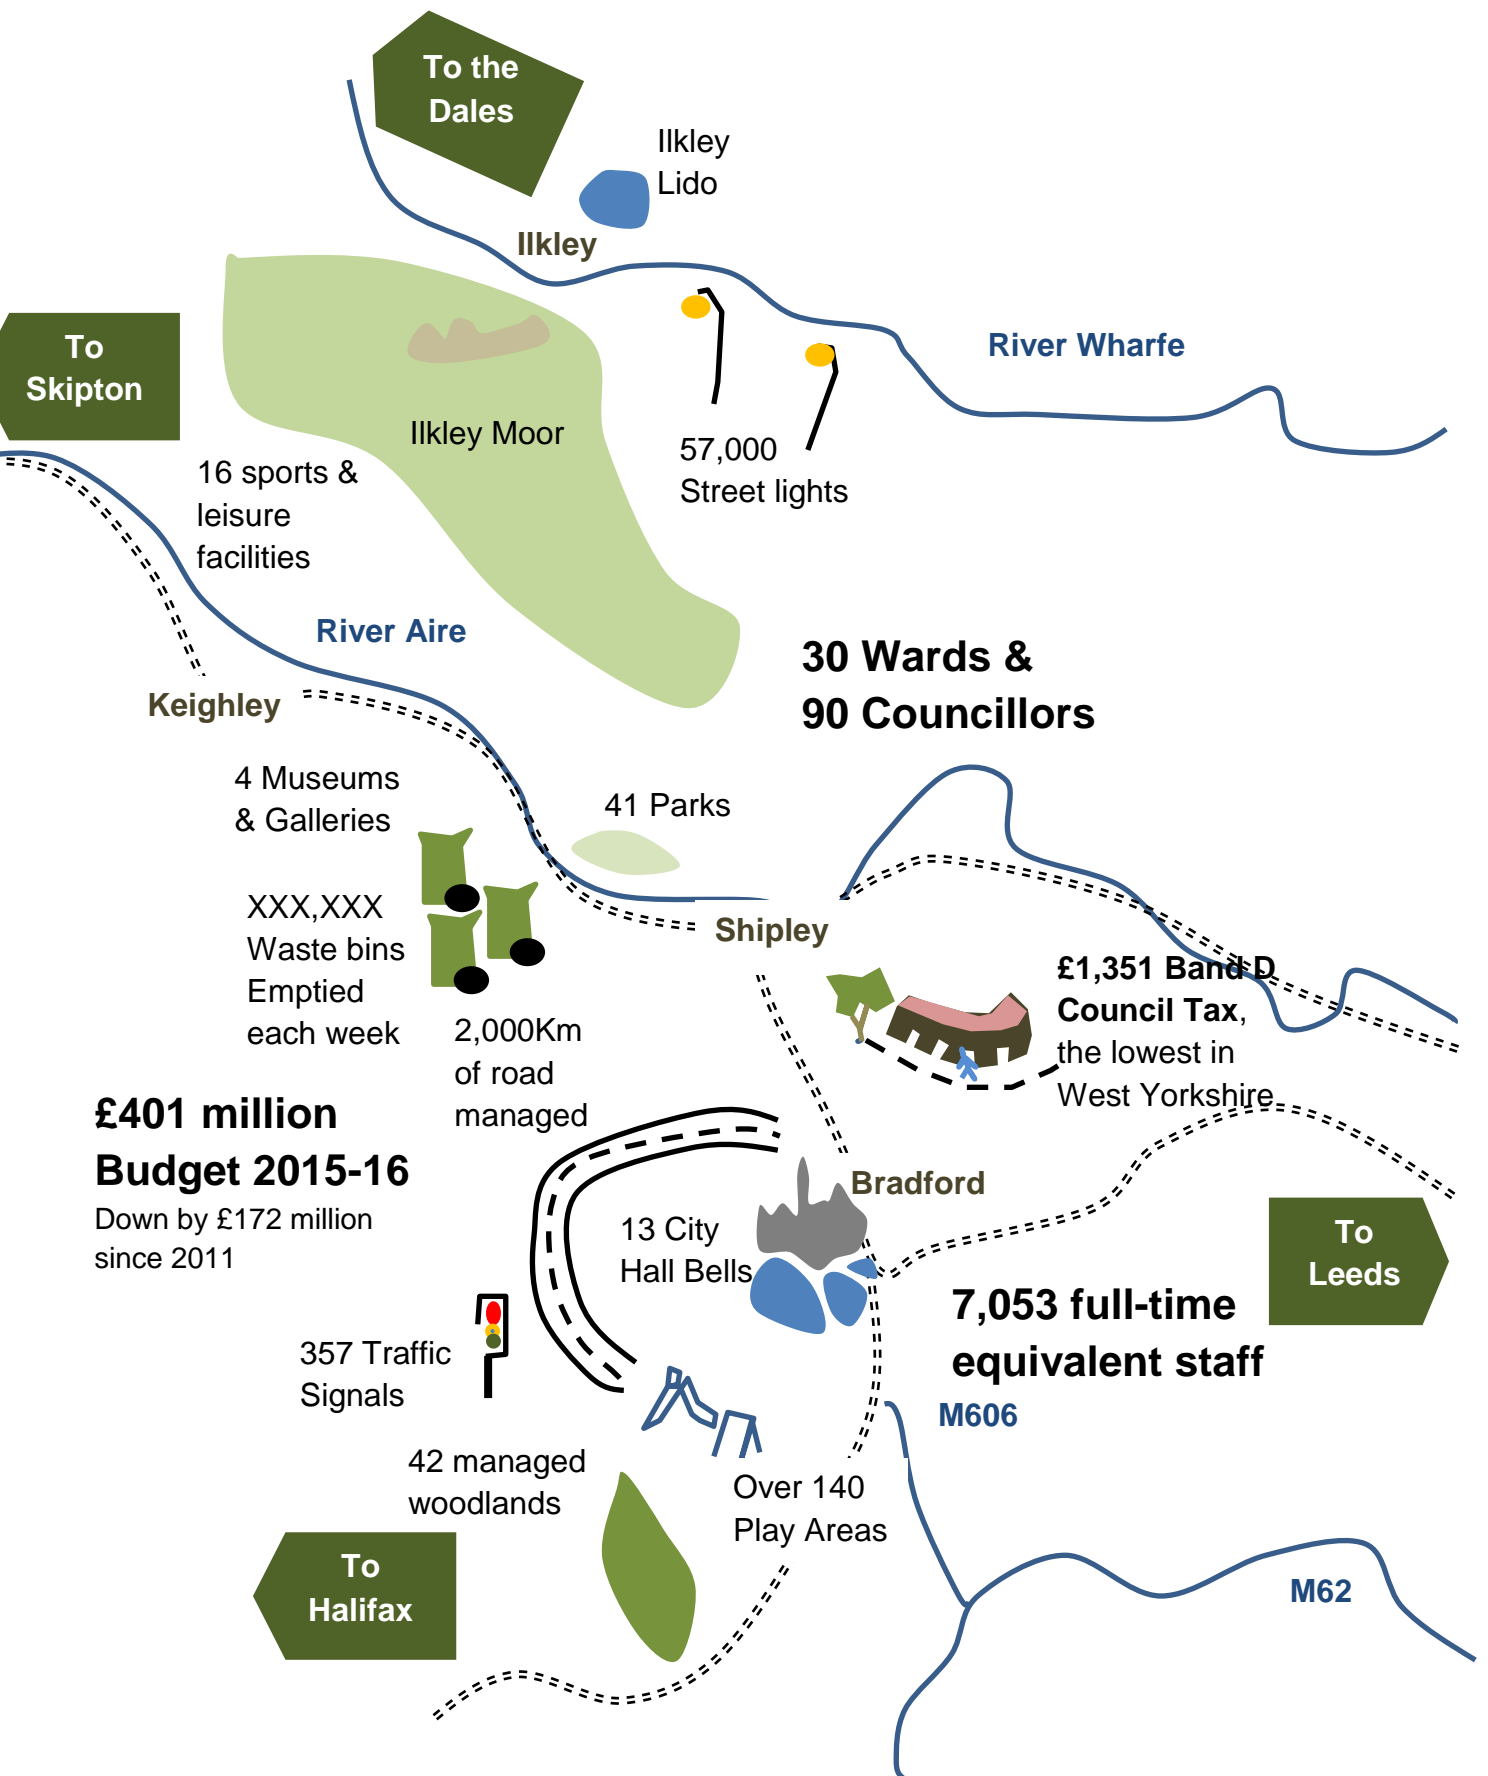 To the
Dales
Ilkley
Lido
Ilkley
To
Skipton
River Wharfe
Ilkley Moor
57,000
Street lights
16 sports &
leisure
facilities
River Aire
30 Wards &
90 Councillors
Keighley
4 Museums
& Galleries
41 Parks
XXX,XXX
Waste bins
Emptied
each week
Shipley
£1,351 Band D
Council Tax,
the lowest in
West Yorkshire
2,000Km
of road
managed
£401 million
Budget 2015-16
Down by £172 million
since 2011
Bradford
13 City
Hall Bells
To
Leeds
7,053 full-time
equivalent staff
357 Traffic
Signals
M606
42 managed
woodlands
Over 140
Play Areas
To
Halifax
M62